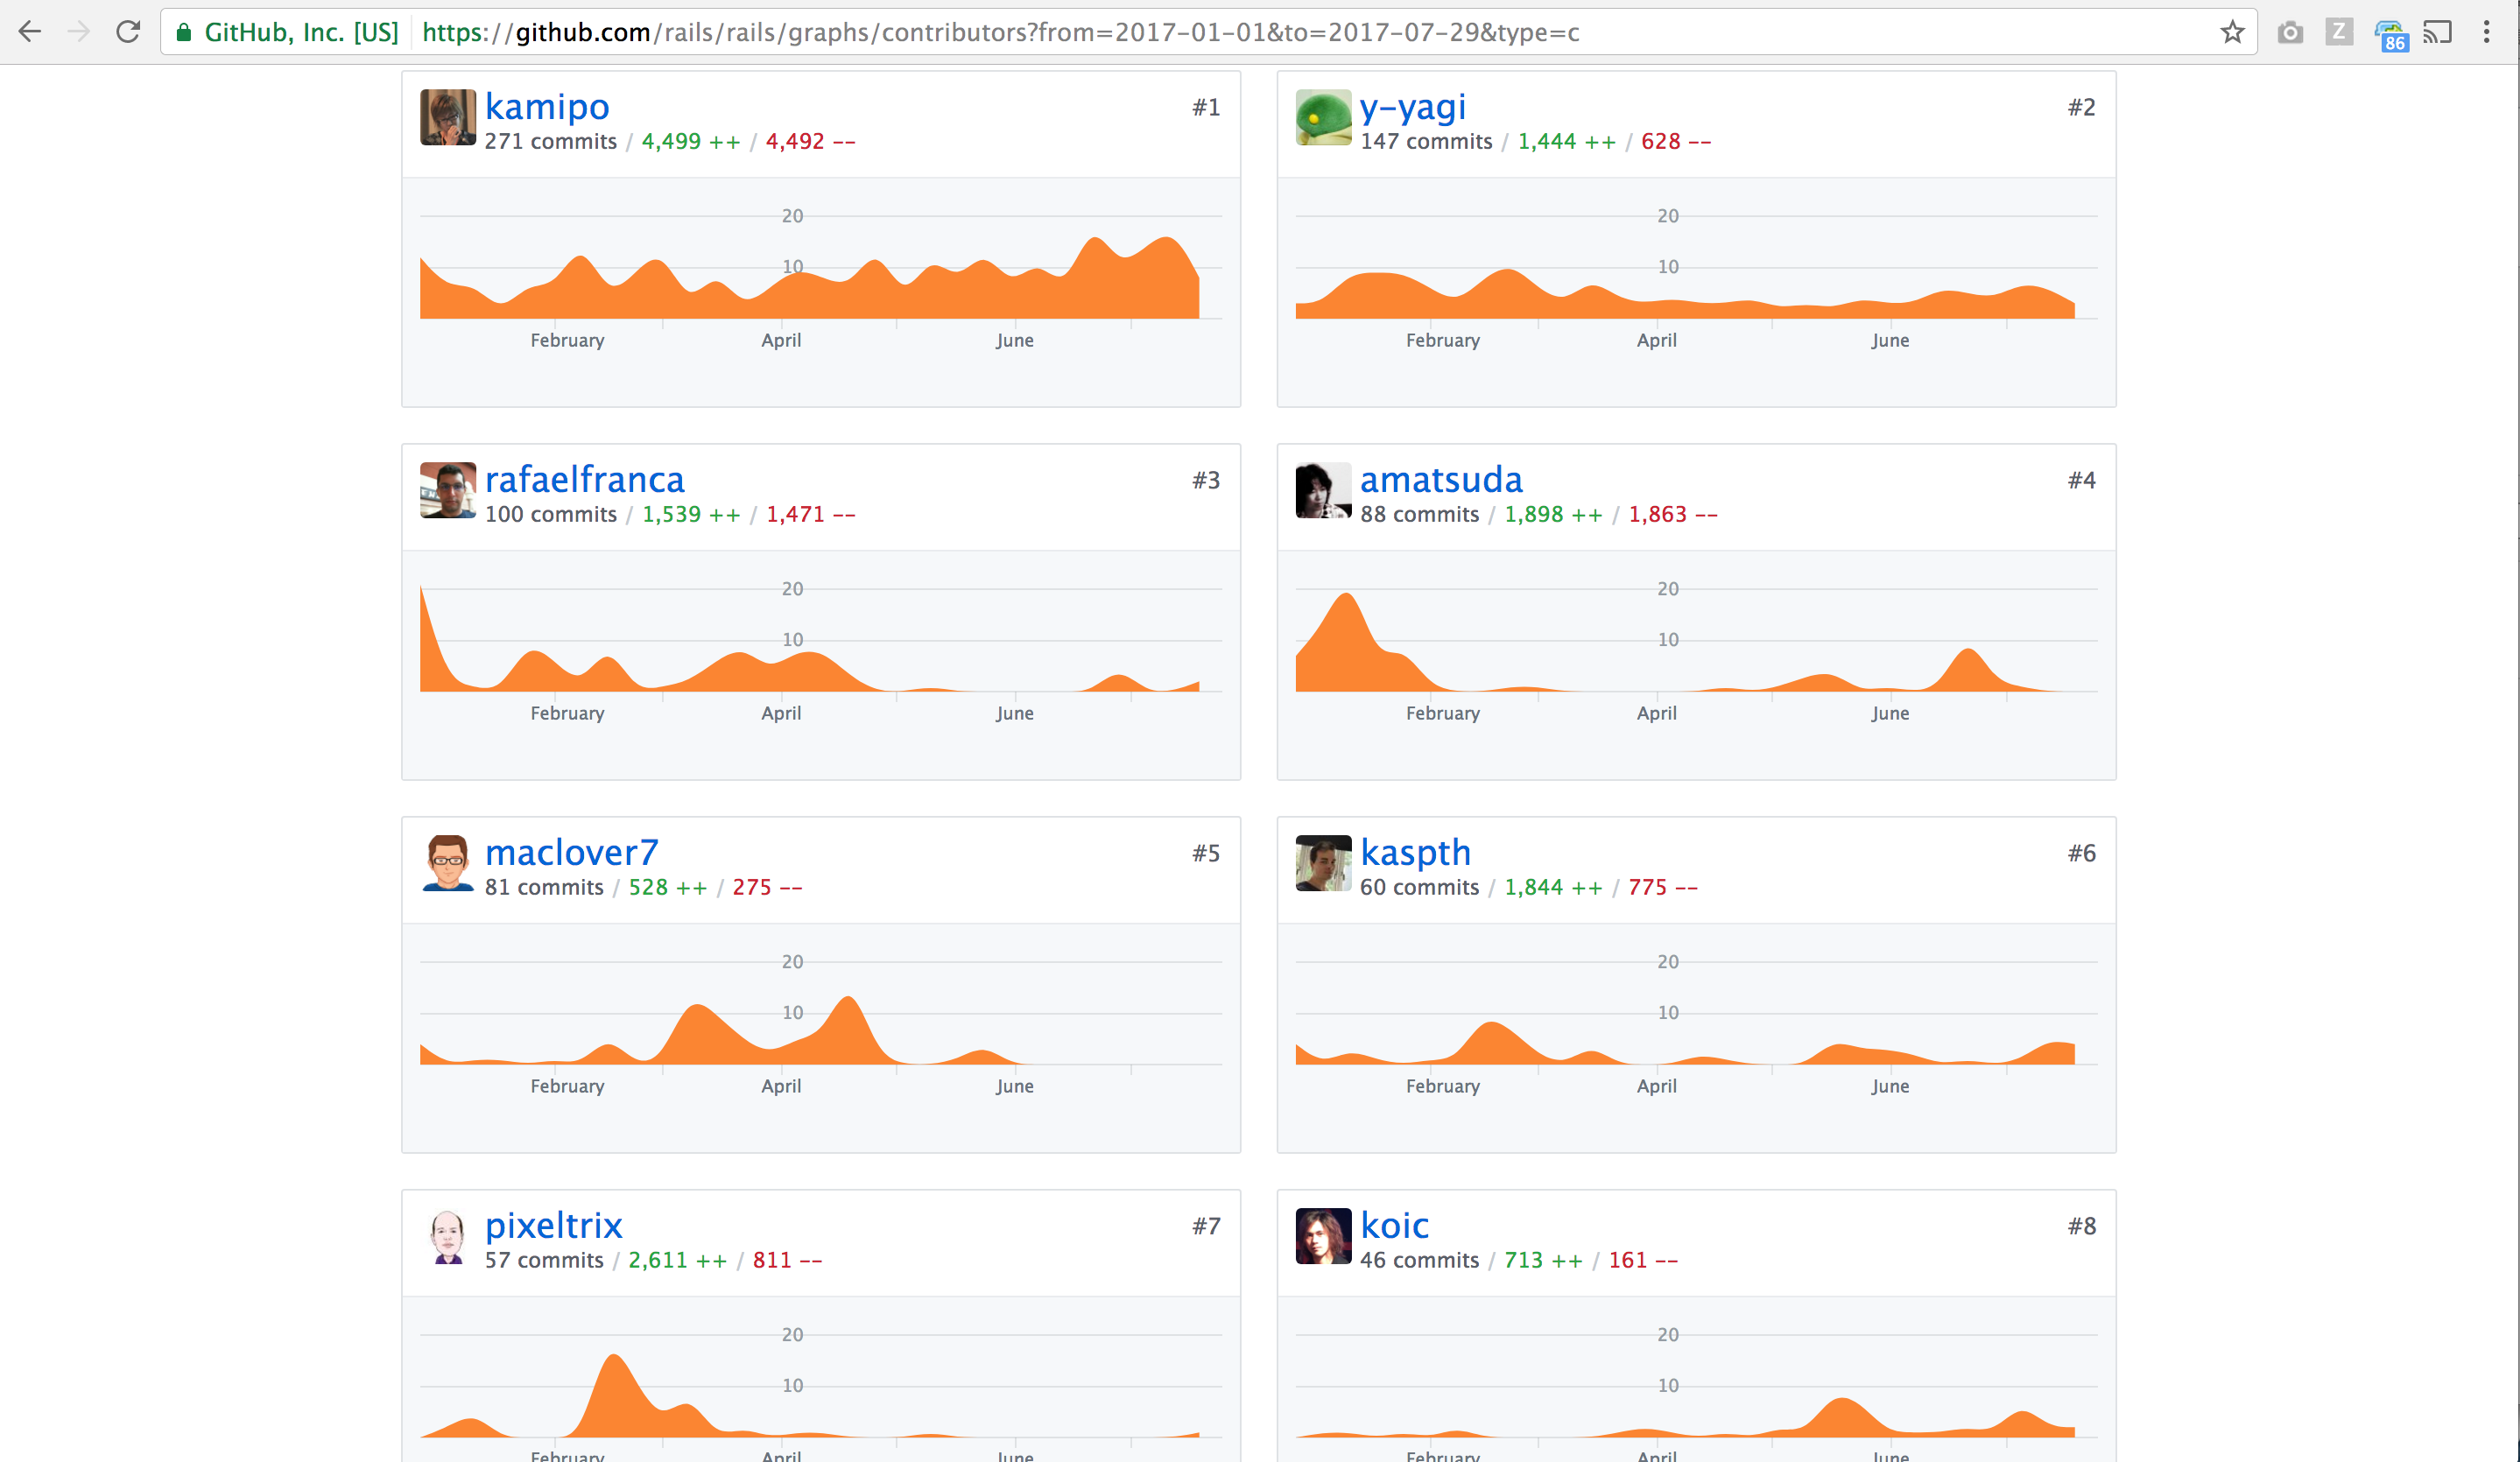 GitHub, Inc. [US] https://github.com/rails/rails/graphs/contributors?from=2017-01-01&to=2017-07-29&type=c Z 86
kamipo #1
271 commits / 4,499 ++ / 4,492 --
20
10
February April June
y-yagi #2
147 commits / 1,444 ++ / 628 --
20
10
February April June
rafaelfranca #3
100 commits / 1,539 ++ / 1,471 --
20
10
February April June
amatsuda #4
88 commits / 1,898 ++ / 1,863 --
20
10
February April June
maclover7 #5
81 commits / 528 ++ / 275 --
20
10
February April June
kaspth #6
60 commits / 1,844 ++ / 775 --
20
10
February April June
pixeltrix #7
57 commits / 2,611 ++ / 811 --
20
10
February April June
koic #8
46 commits / 713 ++ / 161 --
20
10
February April June